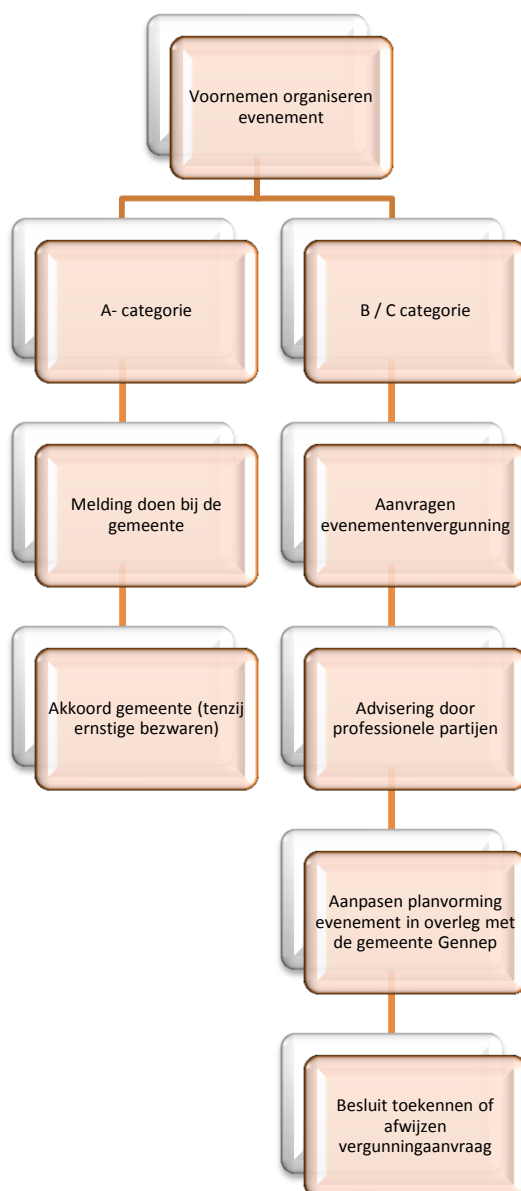 Voornemen organiseren
evenement
A- categorie
B / C categorie
Melding doen bij de
gemeente
Aanvragen
evenementenvergunning
Akkoord gemeente (tenzij
ernstige bezwaren)
Advisering door
professionele partijen
Aanpasen planvorming
evenement in overleg met
de gemeente Gennep
Besluit toekennen of
afwijzen
vergunningaanvraag